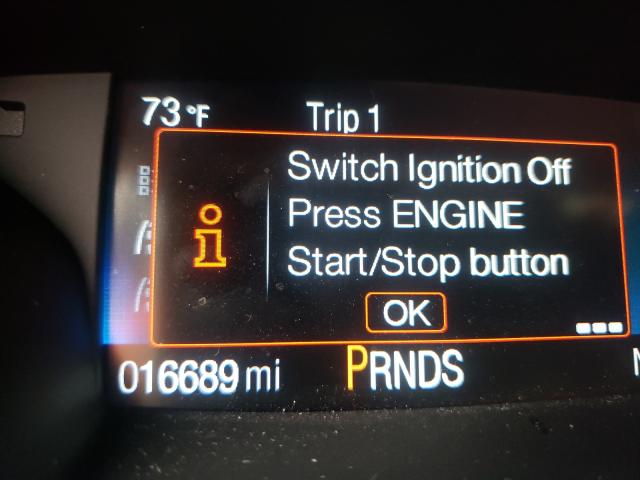 73°F Trip 1
Switch Ignition Off
Press ENGINE
Start/Stop button
OK
016689 mi PRNDS